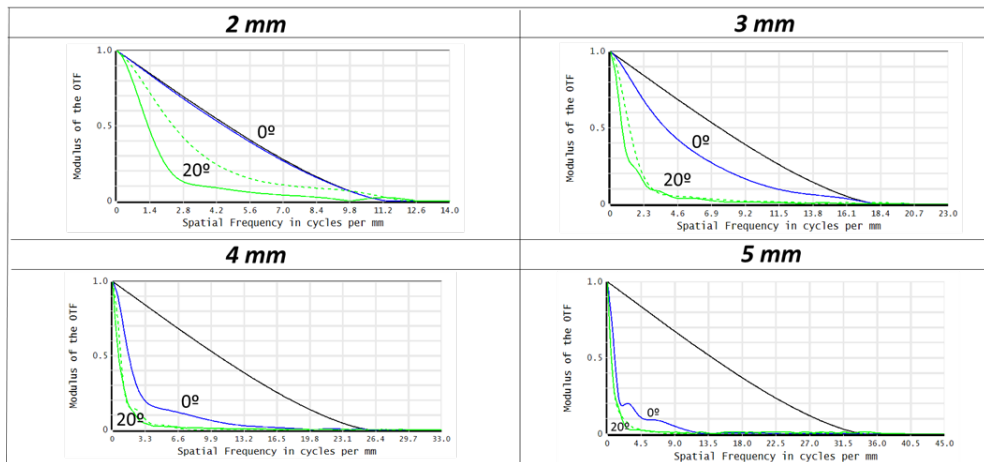 2 mm
3 mm
1.0
0.5
0
0º
20º
Modulus of the OTF
0 1.4 2.8 4.2 5.6 7.0 8.4 9.8 11.2 12.6 14.0
Spatial Frequency in cycles per mm
1.0
0.5
0
20º
Modulus of the OTF
0 2.3 4.6 6.9 9.2 11.5 13.8 16.1 18.4 20.7 23.0
Spatial Frequency in cycles per mm
4 mm
5 mm
1.0
0.5
0
0º
20º
Modulus of the OTF
0 3.3 6.6 9.9 13.2 16.5 19.8 23.1 26.4 29.7 33.0
Spatial Frequency in cycles per mm
1.0
0.5
0
0º
20º
Modulus of the OTF
0 4.5 9.0 13.5 18.0 22.5 27.0 31.5 36.0 40.5 45.0
Spatial Frequency in cycles per mm